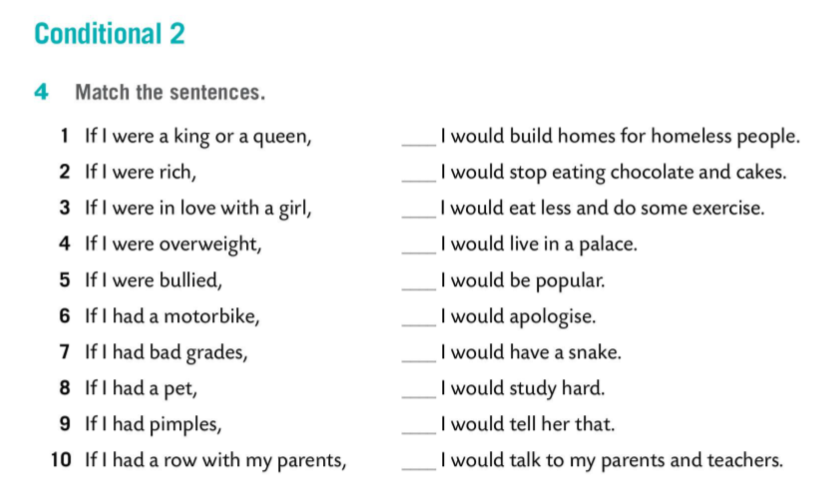 Conditional 2
4 Match the sentences.
1 If I were a king or a queen, ____ I would build homes for homeless people.
2 If I were rich, ____ I would stop eating chocolate and cakes.
3 If I were in love with a girl, ____ I would eat less and do some exercise.
4 If I were overweight, ____ I would live in a palace.
5 If I were bullied, ____ I would be popular.
6 If I had a motorbike, ____ I would apologise.
7 If I had bad grades, ____ I would have a snake.
8 If I had a pet, ____ I would study hard.
9 If I had pimples, ____ I would tell her that.
10 If I had a row with my parents, ____ I would talk to my parents and teachers.